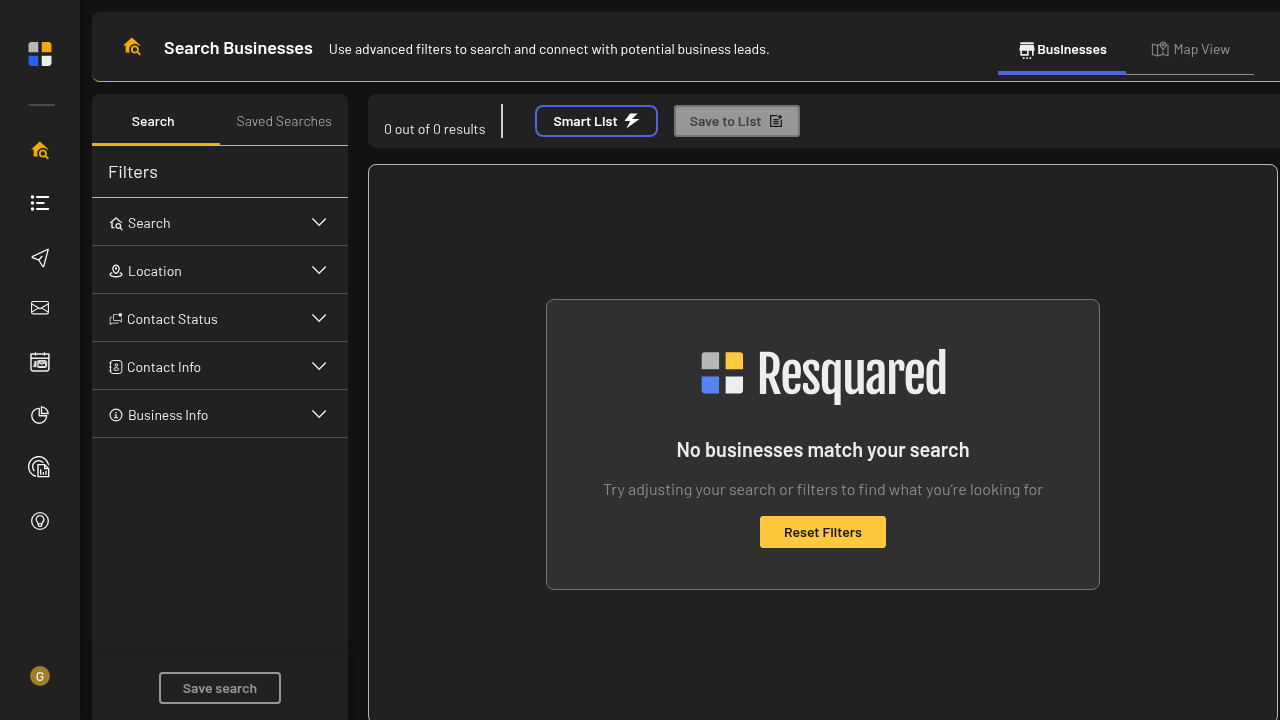 Search Businesses
Use advanced filters to search and connect with potential business leads.
Businesses
Map View
Search
Saved Searches
0 out of 0 results
Smart List
Save to List
Filters
Search
Location
Contact Status
Contact Info
Business Info
Resquared
No businesses match your search
Try adjusting your search or filters to find what you’re looking for
Reset Filters
G
Save search